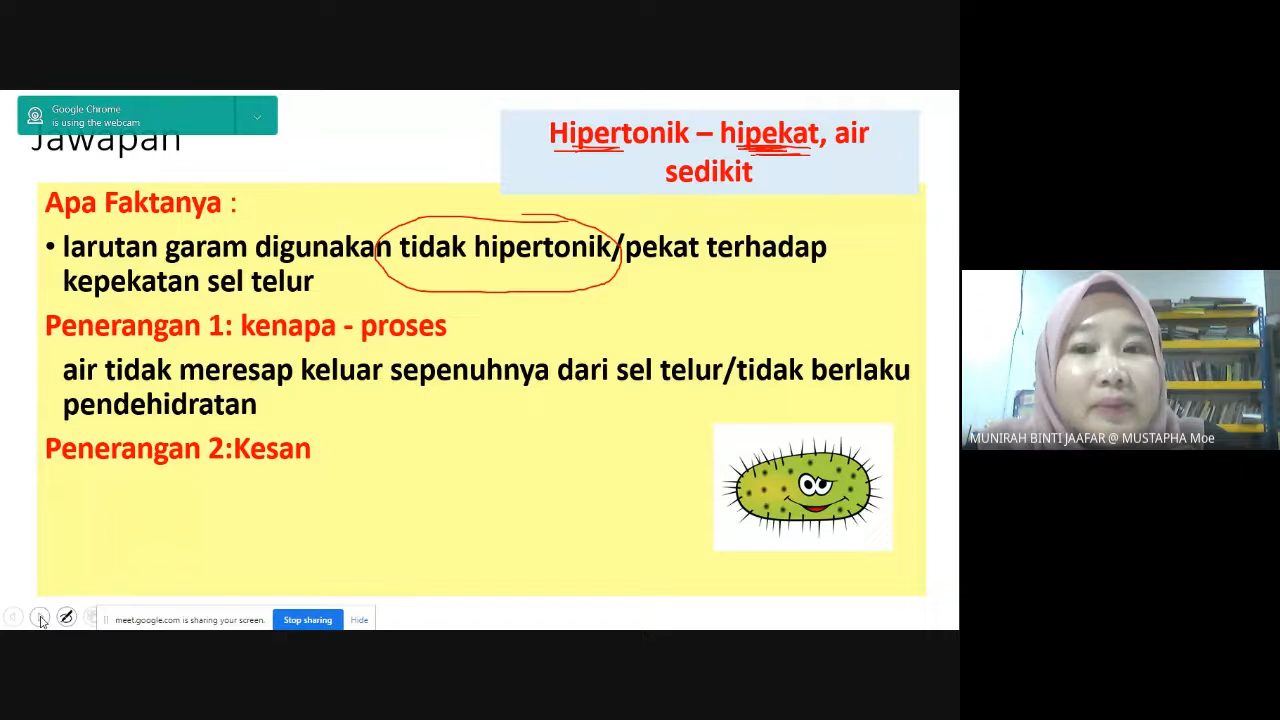 Google Chrome
is using the webcam
Jawapan
Hipertonik – hipekat, air
sedikit
Apa Faktanya :
• larutan garam digunakan tidak hipertonik/pekat terhadap
kepekatan sel telur
Penerangan 1: kenapa - proses
air tidak meresap keluar sepenuhnya dari sel telur/tidak berlaku
pendehidratan
Penerangan 2:Kesan
MUNIRAH BINTI JAAFAR @ MUSTAPHA Moe
meet.google.com is sharing your screen.
Stop sharing
Hide